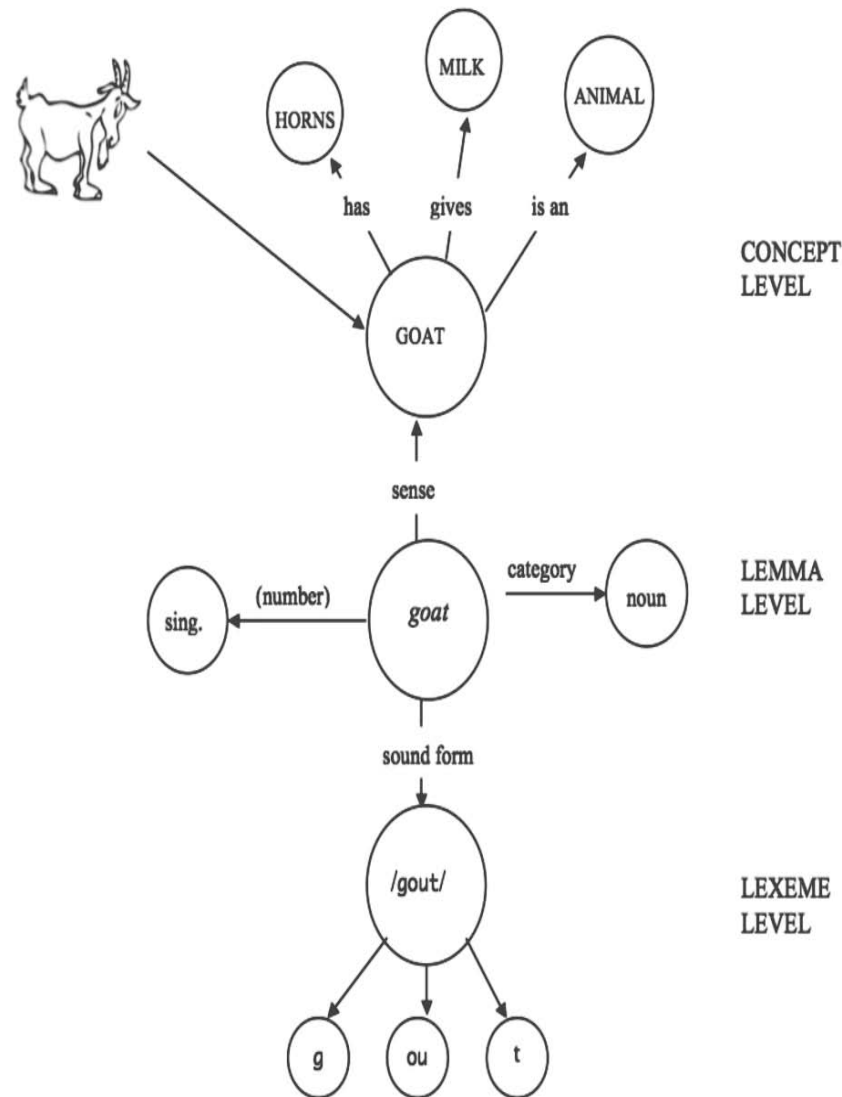 MILK
HORNS
ANIMAL
has
gives
is an
CONCEPT
LEVEL
GOAT
sense
sing.
(number)
goat
category
noun
LEMMA
LEVEL
sound form
/gout/
LEXEME
LEVEL
g
ou
t